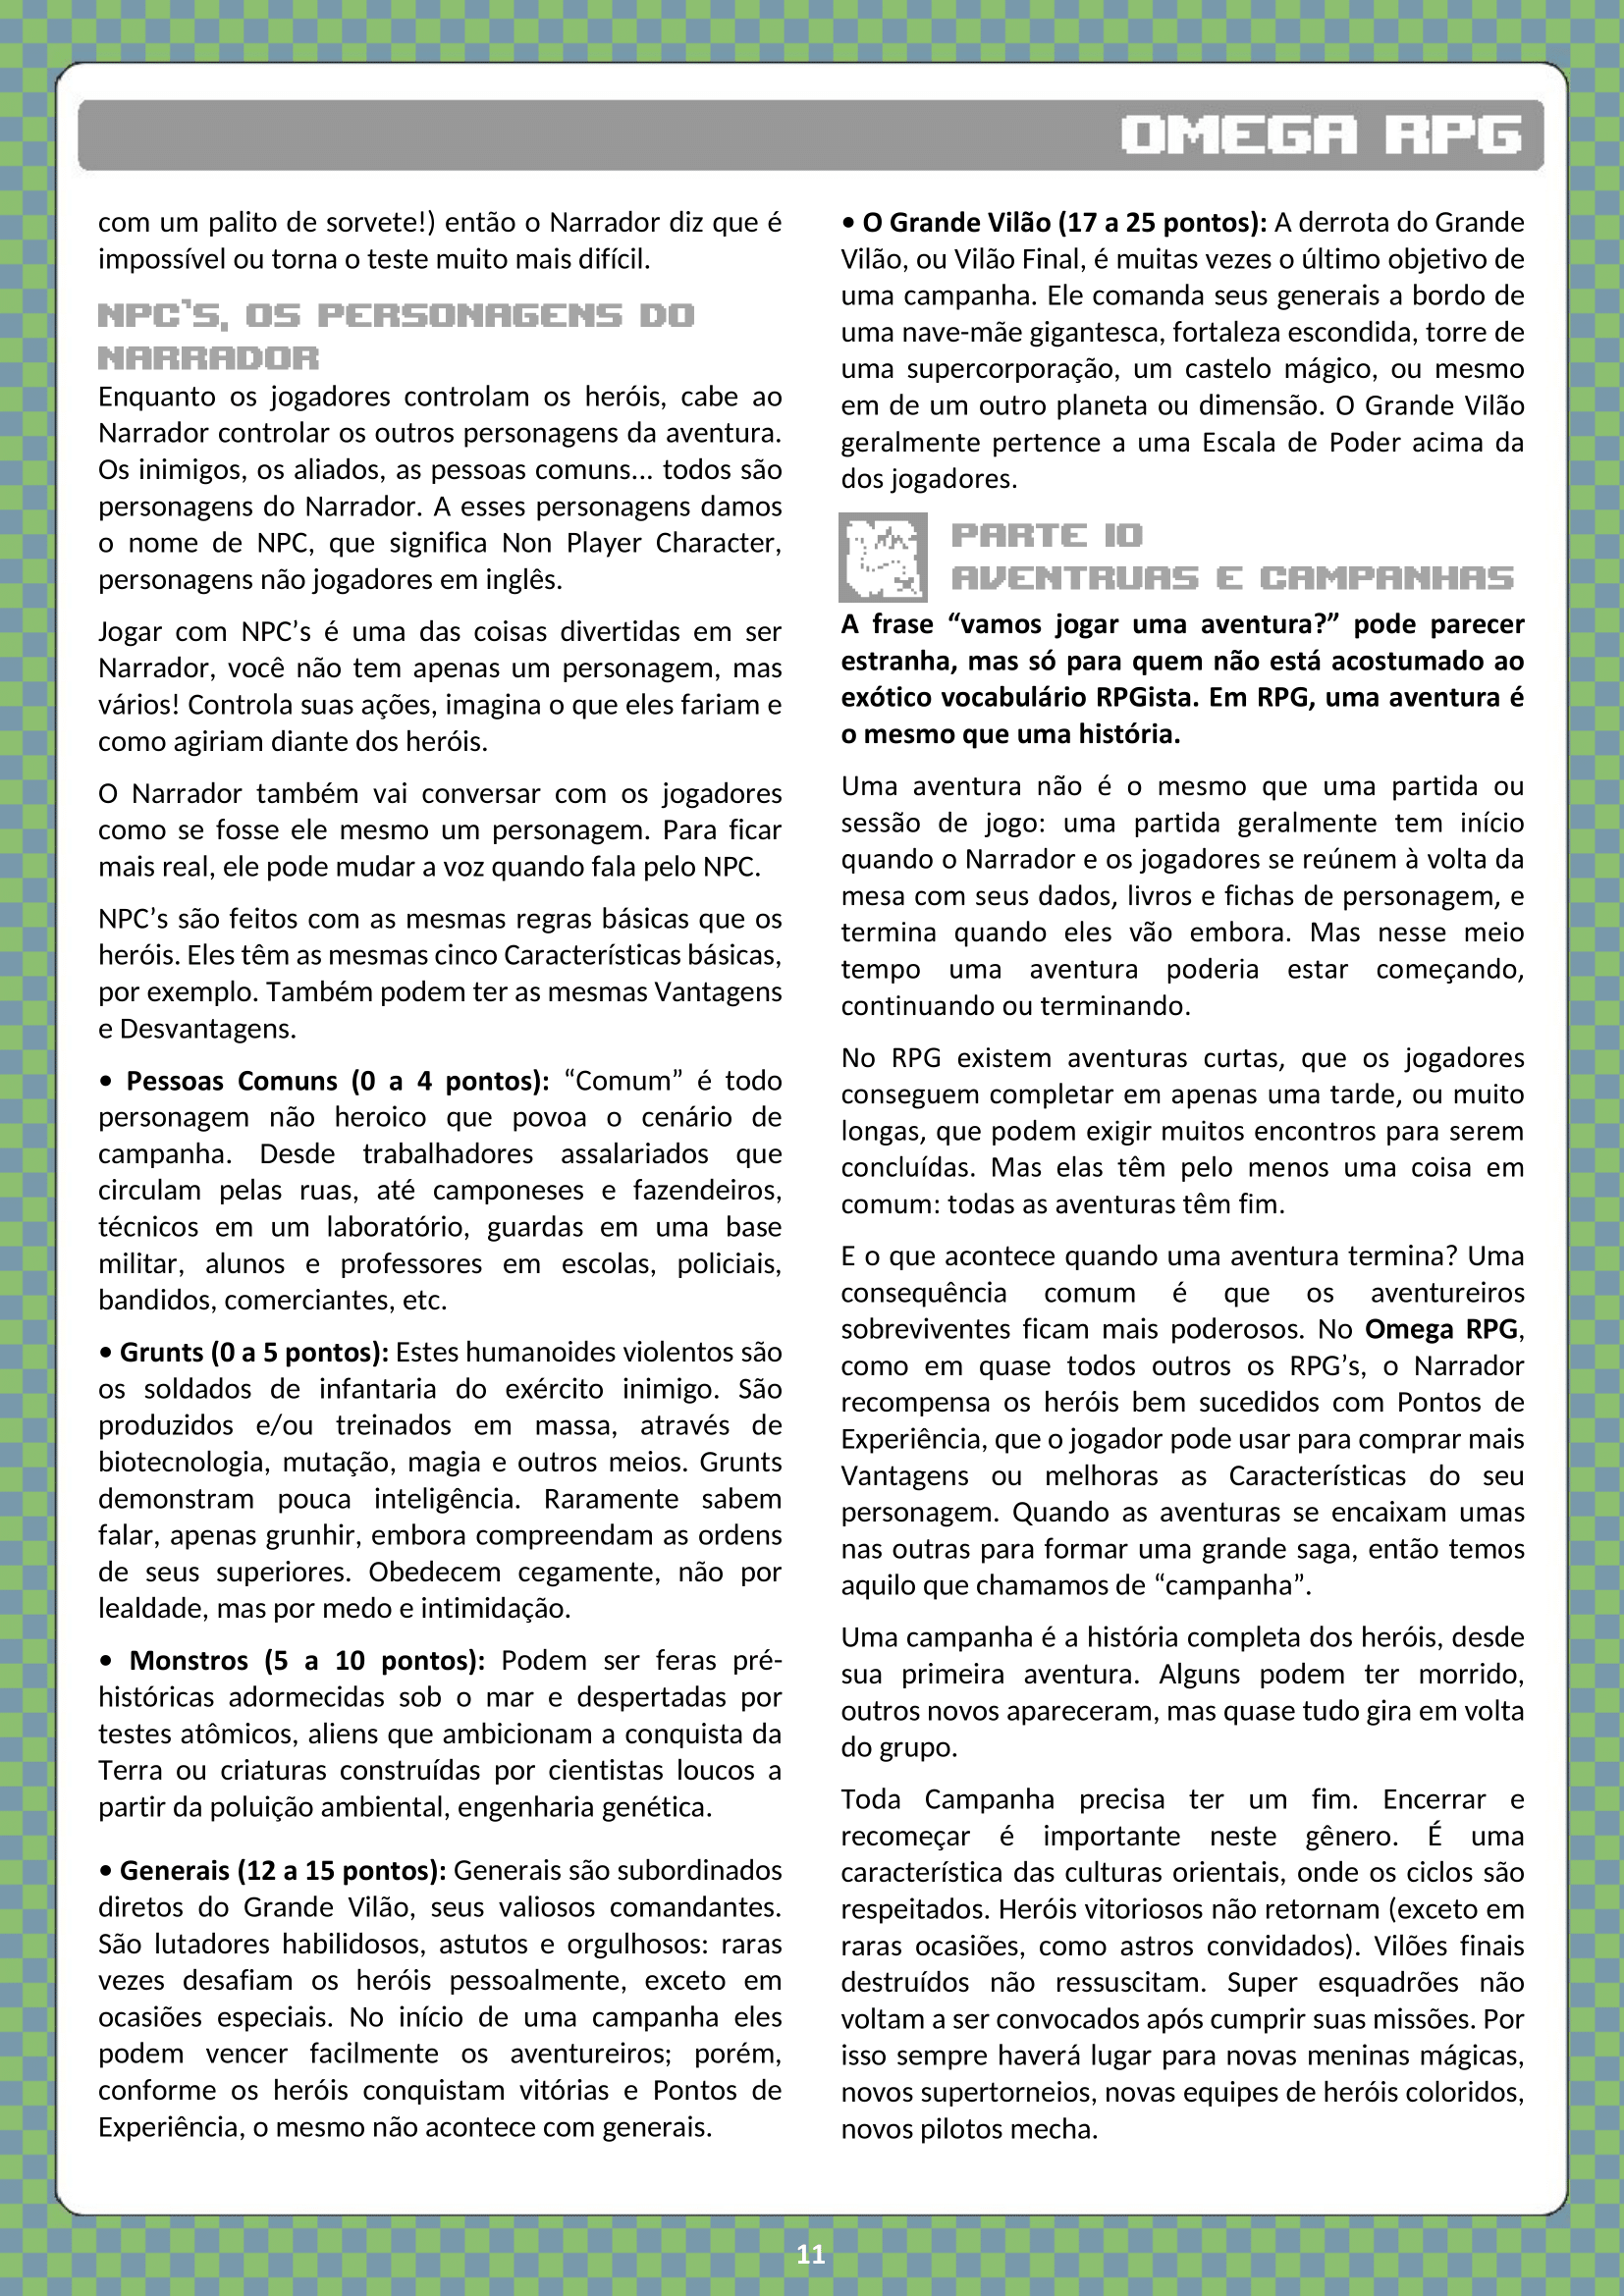 OMEGA RPG
com um palito de sorvete!) então o Narrador diz que é
impossível ou torna o teste muito mais difícil.
NPC'S, OS PERSONAGENS DO
NARRADOR
Enquanto os jogadores controlam os heróis, cabe ao
Narrador controlar os outros personagens da aventura.
Os inimigos, os aliados, as pessoas comuns... todos são
personagens do Narrador. A esses personagens damos
o nome de NPC, que significa Non Player Character,
personagens não jogadores em inglês.
Jogar com NPC’s é uma das coisas divertidas em ser
Narrador, você não tem apenas um personagem, mas
vários! Controla suas ações, imagina o que eles fariam e
como agiriam diante dos heróis.
O Narrador também vai conversar com os jogadores
como se fosse ele mesmo um personagem. Para ficar
mais real, ele pode mudar a voz quando fala pelo NPC.
NPC’s são feitos com as mesmas regras básicas que os
heróis. Eles têm as mesmas cinco Características básicas,
por exemplo. Também podem ter as mesmas Vantagens
e Desvantagens.
• Pessoas Comuns (0 a 4 pontos): “Comum” é todo
personagem não heroico que povoa o cenário de
campanha. Desde trabalhadores assalariados que
circulam pelas ruas, até camponeses e fazendeiros,
técnicos em um laboratório, guardas em uma base
militar, alunos e professores em escolas, policiais,
bandidos, comerciantes, etc.
• Grunts (0 a 5 pontos): Estes humanoides violentos são
os soldados de infantaria do exército inimigo. São
produzidos e/ou treinados em massa, através de
biotecnologia, mutação, magia e outros meios. Grunts
demonstram pouca inteligência. Raramente sabem
falar, apenas grunhir, embora compreendam as ordens
de seus superiores. Obedecem cegamente, não por
lealdade, mas por medo e intimidação.
• Monstros (5 a 10 pontos): Podem ser feras pré-
históricas adormecidas sob o mar e despertadas por
testes atômicos, aliens que ambicionam a conquista da
Terra ou criaturas construídas por cientistas loucos a
partir da poluição ambiental, engenharia genética.
• Generais (12 a 15 pontos): Generais são subordinados
diretos do Grande Vilão, seus valiosos comandantes.
São lutadores habilidosos, astutos e orgulhosos: raras
vezes desafiam os heróis pessoalmente, exceto em
ocasiões especiais. No início de uma campanha eles
podem vencer facilmente os aventureiros; porém,
conforme os heróis conquistam vitórias e Pontos de
Experiência, o mesmo não acontece com generais.
• O Grande Vilão (17 a 25 pontos): A derrota do Grande
Vilão, ou Vilão Final, é muitas vezes o último objetivo de
uma campanha. Ele comanda seus generais a bordo de
uma nave-mãe gigantesca, fortaleza escondida, torre de
uma supercorporação, um castelo mágico, ou mesmo
em de um outro planeta ou dimensão. O Grande Vilão
geralmente pertence a uma Escala de Poder acima da
dos jogadores.
PARTE 10
AVENTRUAS E CAMPANHAS
A frase “vamos jogar uma aventura?” pode parecer
estranha, mas só para quem não está acostumado ao
exótico vocabulário RPGista. Em RPG, uma aventura é
o mesmo que uma história.
Uma aventura não é o mesmo que uma partida ou
sessão de jogo: uma partida geralmente tem início
quando o Narrador e os jogadores se reúnem à volta da
mesa com seus dados, livros e fichas de personagem, e
termina quando eles vão embora. Mas nesse meio
tempo uma aventura poderia estar começando,
continuando ou terminando.
No RPG existem aventuras curtas, que os jogadores
conseguem completar em apenas uma tarde, ou muito
longas, que podem exigir muitos encontros para serem
concluídas. Mas elas têm pelo menos uma coisa em
comum: todas as aventuras têm fim.
E o que acontece quando uma aventura termina? Uma
consequência comum é que os aventureiros
sobreviventes ficam mais poderosos. No Omega RPG,
como em quase todos outros os RPG’s, o Narrador
recompensa os heróis bem sucedidos com Pontos de
Experiência, que o jogador pode usar para comprar mais
Vantagens ou melhoras as Características do seu
personagem. Quando as aventuras se encaixam umas
nas outras para formar uma grande saga, então temos
aquilo que chamamos de “campanha”.
Uma campanha é a história completa dos heróis, desde
sua primeira aventura. Alguns podem ter morrido,
outros novos apareceram, mas quase tudo gira em volta
do grupo.
Toda Campanha precisa ter um fim. Encerrar e
recomeçar é importante neste gênero. É uma
característica das culturas orientais, onde os ciclos são
respeitados. Heróis vitoriosos não retornam (exceto em
raras ocasiões, como astros convidados). Vilões finais
destruídos não ressuscitam. Super esquadrões não
voltam a ser convocados após cumprir suas missões. Por
isso sempre haverá lugar para novas meninas mágicas,
novos supertorneios, novas equipes de heróis coloridos,
novos pilotos mecha.
11